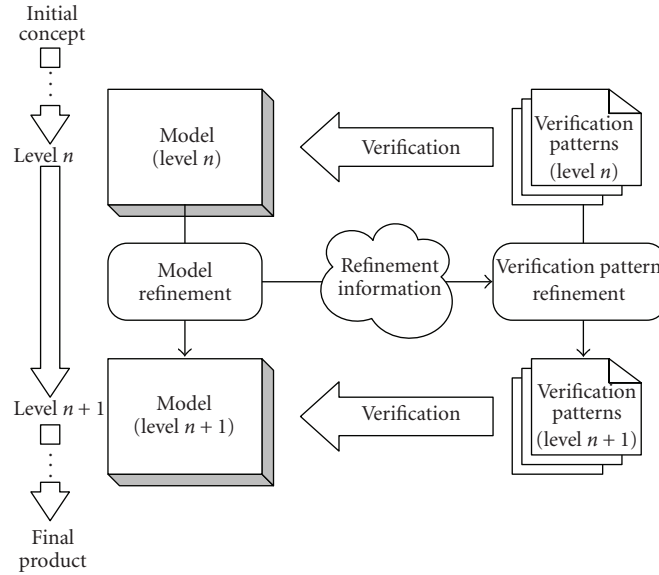 Initial
concept
Level n
Model
(level n)
Verification
Verification
patterns
(level n)
Model
refinement
Refinement
information
Verification pattern
refinement
Level n + 1
Model
(level n + 1)
Verification
Verification
patterns
(level n + 1)
Final
product